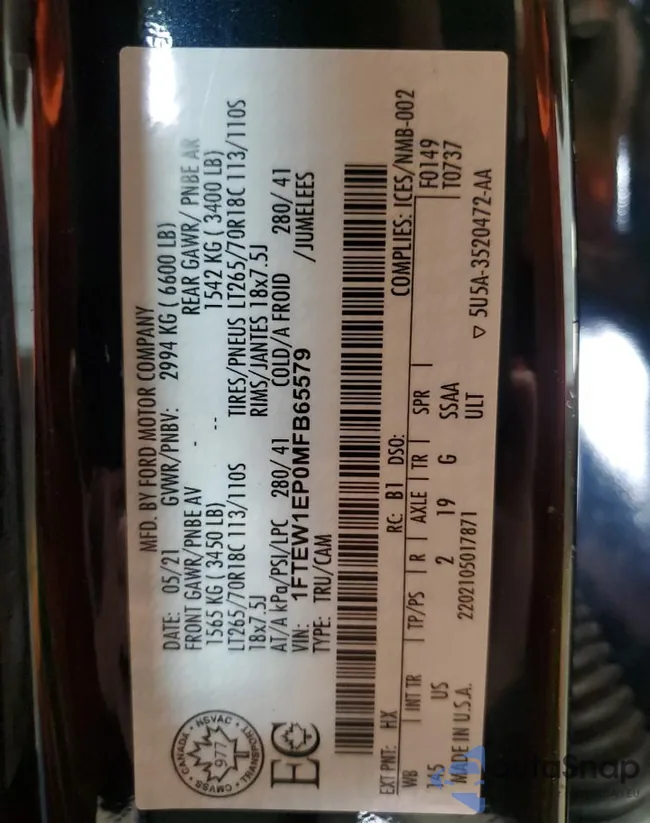 MFD. BY FORD MOTOR COMPANY
DATE: 05/21 GVWR/PNBV: 2994 KG ( 6600 LB)
FRONT GAWR/PNBE AV - REAR GAWR/ PNBE AR
1565 KG ( 3450 LB) -- 1542 KG ( 3400 LB)
LT265/70R18C 113/110S TIRES/PNEUS LT265/70R18C 113/110S
18x7.5J RIMS/JANTES 18x7.5J
AT/A kPa/PSI/LPC 280/41 COLD/A FROID 280/41
VIN: 1FTEW1EP0MFB65579 /JUMELEES
TYPE: TRU/CAM
CANADA • NSVAC • TRANSPORT • CMVSS •
977
EC
EXT PNT: HX RC: B1 DSO: COMPLIES: ICES/NMB-002
WB | INT TR | TP/PS | R | AXLE | TR | SPR | F0149
145 US 2 19 G SSAA T0737
ULT
MADE IN U.S.A. 2202105017871 ▽ 5U5A-3520472-AA